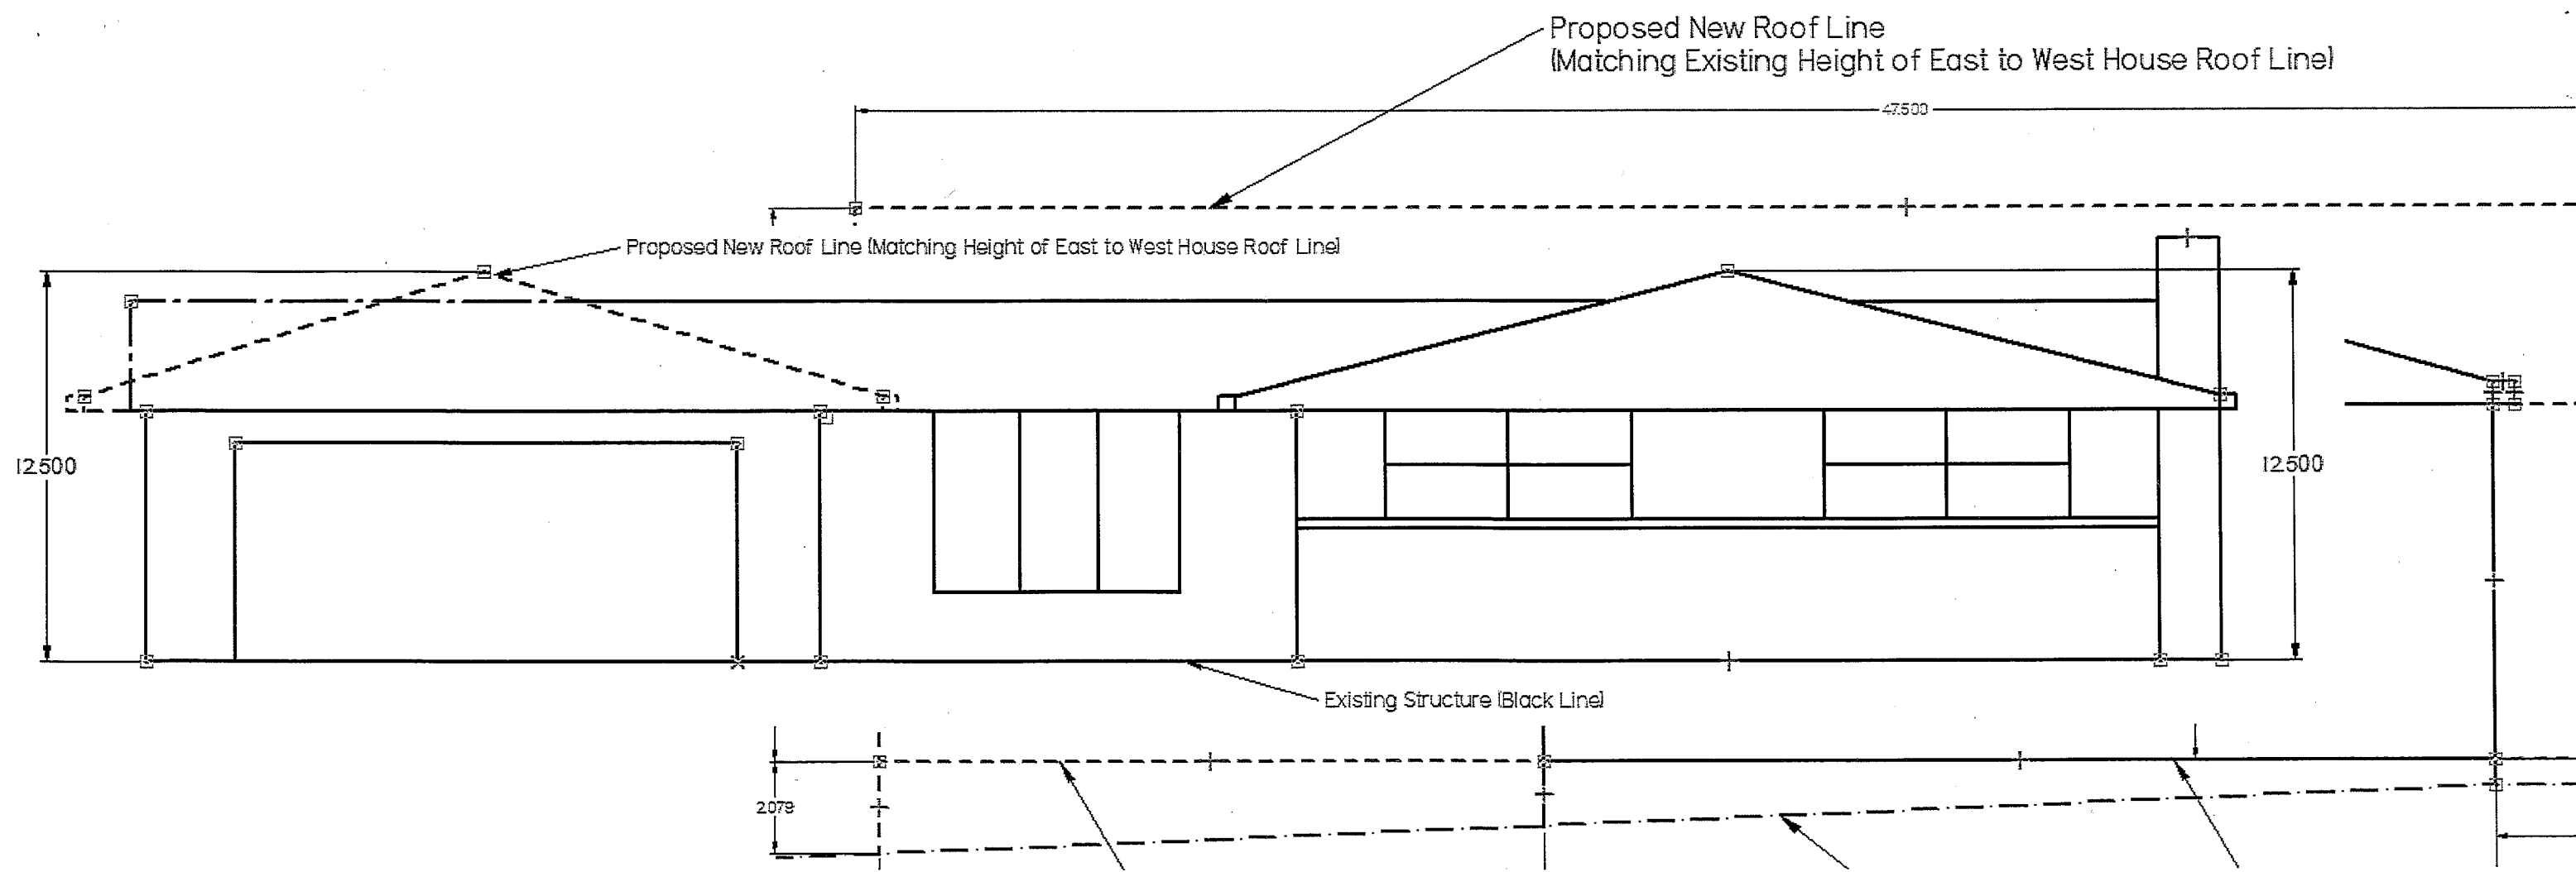 Proposed New Roof Line
(Matching Existing Height of East to West House Roof Line)
47.500
Proposed New Roof Line (Matching Height of East to West House Roof Line)
12.500
12.500
Existing Structure (Black Line)
2.079